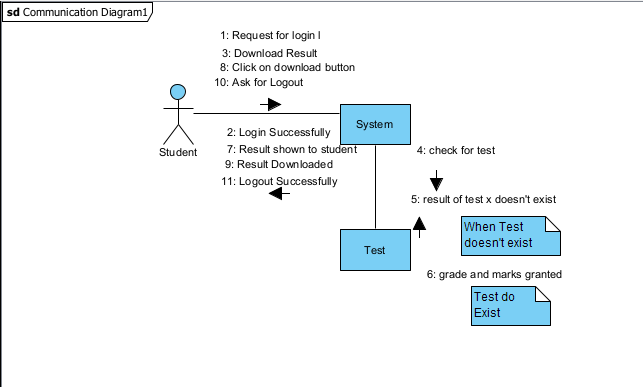 sd Communication Diagram1
1: Request for login l
3: Download Result
8: Click on download button
10: Ask for Logout
System
Student
2: Login Successfully
7: Result shown to student
9: Result Downloaded
11: Logout Successfully
4: check for test
5: result of test x doesn't exist
When Test
doesn't exist
Test
6: grade and marks granted
Test do
Exist